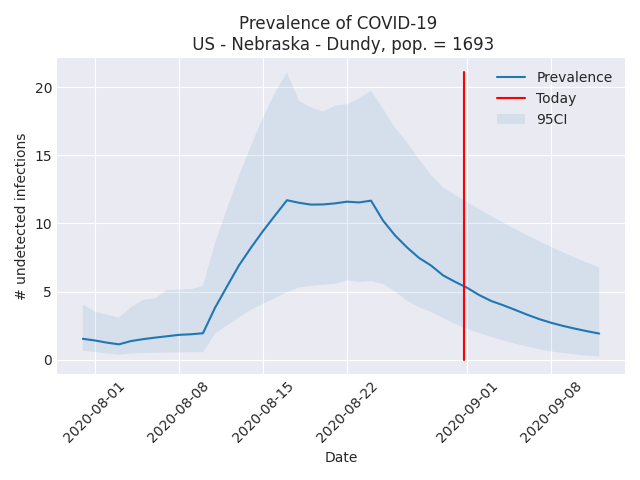 Prevalence of COVID-19
US - Nebraska - Dundy, pop. = 1693
Prevalence
Today
95CI
# undetected infections
20
15
10
5
0
2020-08-01
2020-08-08
2020-08-15
2020-08-22
2020-09-01
2020-09-08
Date